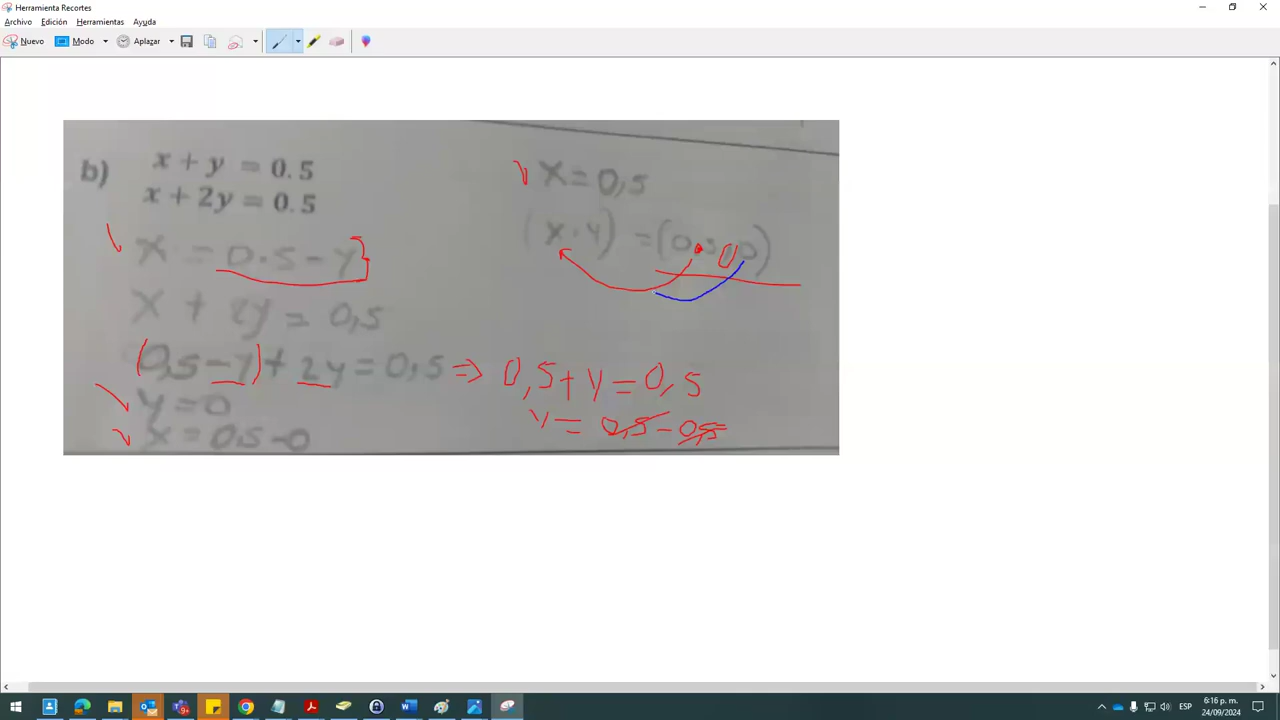 Herramienta Recortes
Archivo Edición Herramientas Ayuda
Nuevo Modo Aplazar
b) x + y = 0.5
x + 2y = 0.5
x = 0.5 - y
x + 2y = 0,5
(0,5 - y) + 2y = 0,5 ⇒ 0,5 + y = 0,5
y = 0
y = 0,5 - 0,5
x = 0,5 - 0
x = 0,5
(x · y) = (0.5, 0)
ESP
6:16 p. m.
24/09/2024